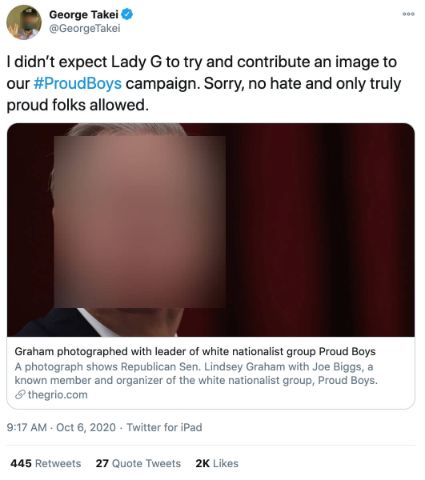 George Takei
@GeorgeTakei
I didn’t expect Lady G to try and contribute an image to
our #ProudBoys campaign. Sorry, no hate and only truly
proud folks allowed.
Graham photographed with leader of white nationalist group Proud Boys
A photograph shows Republican Sen. Lindsey Graham with Joe Biggs, a
known member and organizer of the white nationalist group, Proud Boys.
thegrio.com
9:17 AM · Oct 6, 2020 · Twitter for iPad
445 Retweets 27 Quote Tweets 2K Likes